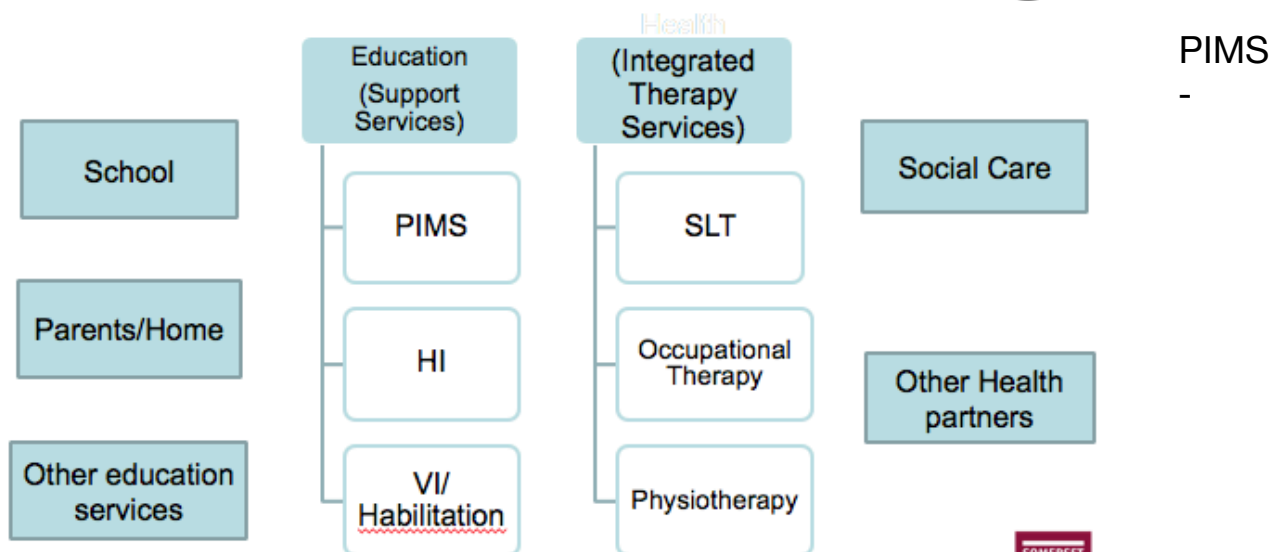 Health
Education
(Support
Services)
(Integrated
Therapy
Services)
PIMS
-
School
Social Care
PIMS
SLT
Parents/Home
HI
Occupational
Therapy
Other Health
partners
Other education
services
VI/
Habilitation
Physiotherapy
SOMERSET